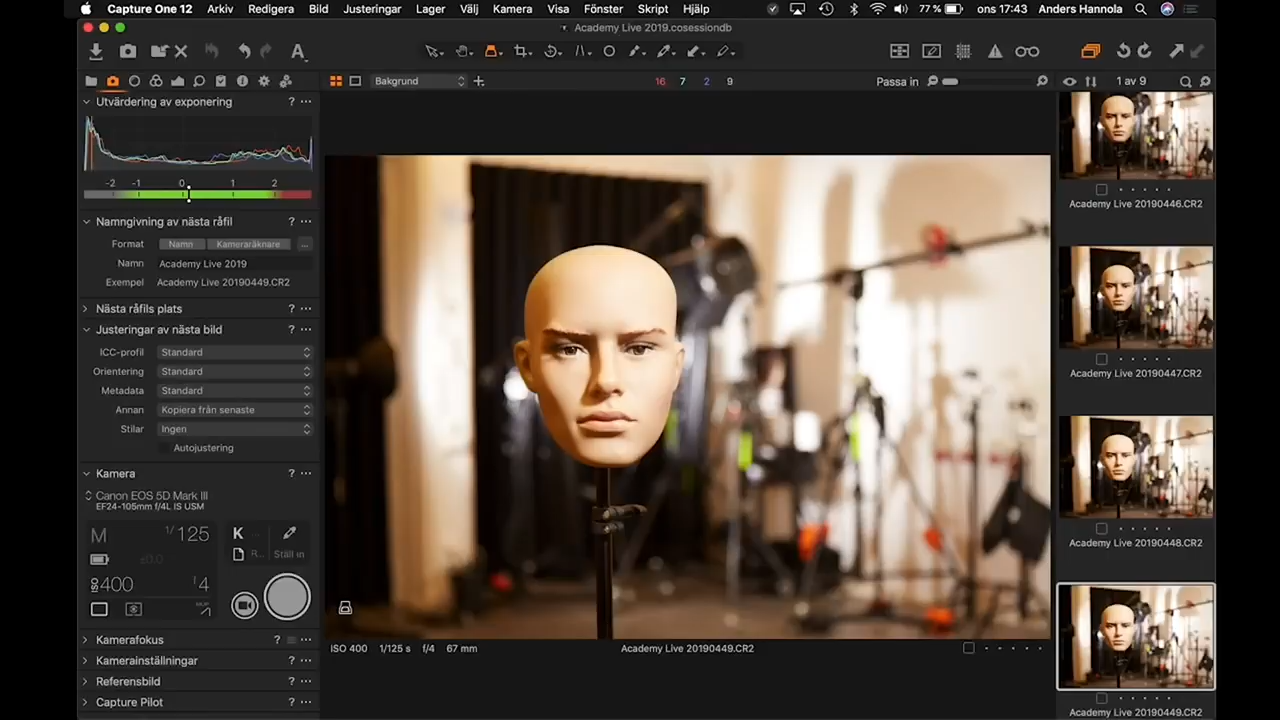 Capture One 12 Arkiv Redigera Bild Justeringar Lager Välj Kamera Visa Fönster Skript Hjälp 77 % ons 17:43 Anders Hannola
Academy Live 2019.cosessiondb
Bakgrund 16 7 2 9 Passa in 1 av 9
Utvärdering av exponering ? ...
-2 -1 0 1 2
Namngivning av nästa råfil ? ...
Format Namn Kameraräknare ...
Namn Academy Live 2019
Exempel Academy Live 20190449.CR2
Nästa råfils plats ? ...
Justeringar av nästa bild ? ...
ICC-profil Standard
Orientering Standard
Metadata Standard
Annan Kopiera från senaste
Stilar Ingen
Autojustering
Kamera ? ...
Canon EOS 5D Mark III
EF24-105mm f/4L IS USM
M 1/125 K ...
±0.0 R... Ställ in
ISO 400 f 4
Kamerafokus ? ...
Kamerainställningar ? ...
Referensbild ? ...
Capture Pilot ? ...
ISO 400 1/125 s f/4 67 mm Academy Live 20190449.CR2
Academy Live 20190446.CR2
Academy Live 20190447.CR2
Academy Live 20190448.CR2
Academy Live 20190449.CR2